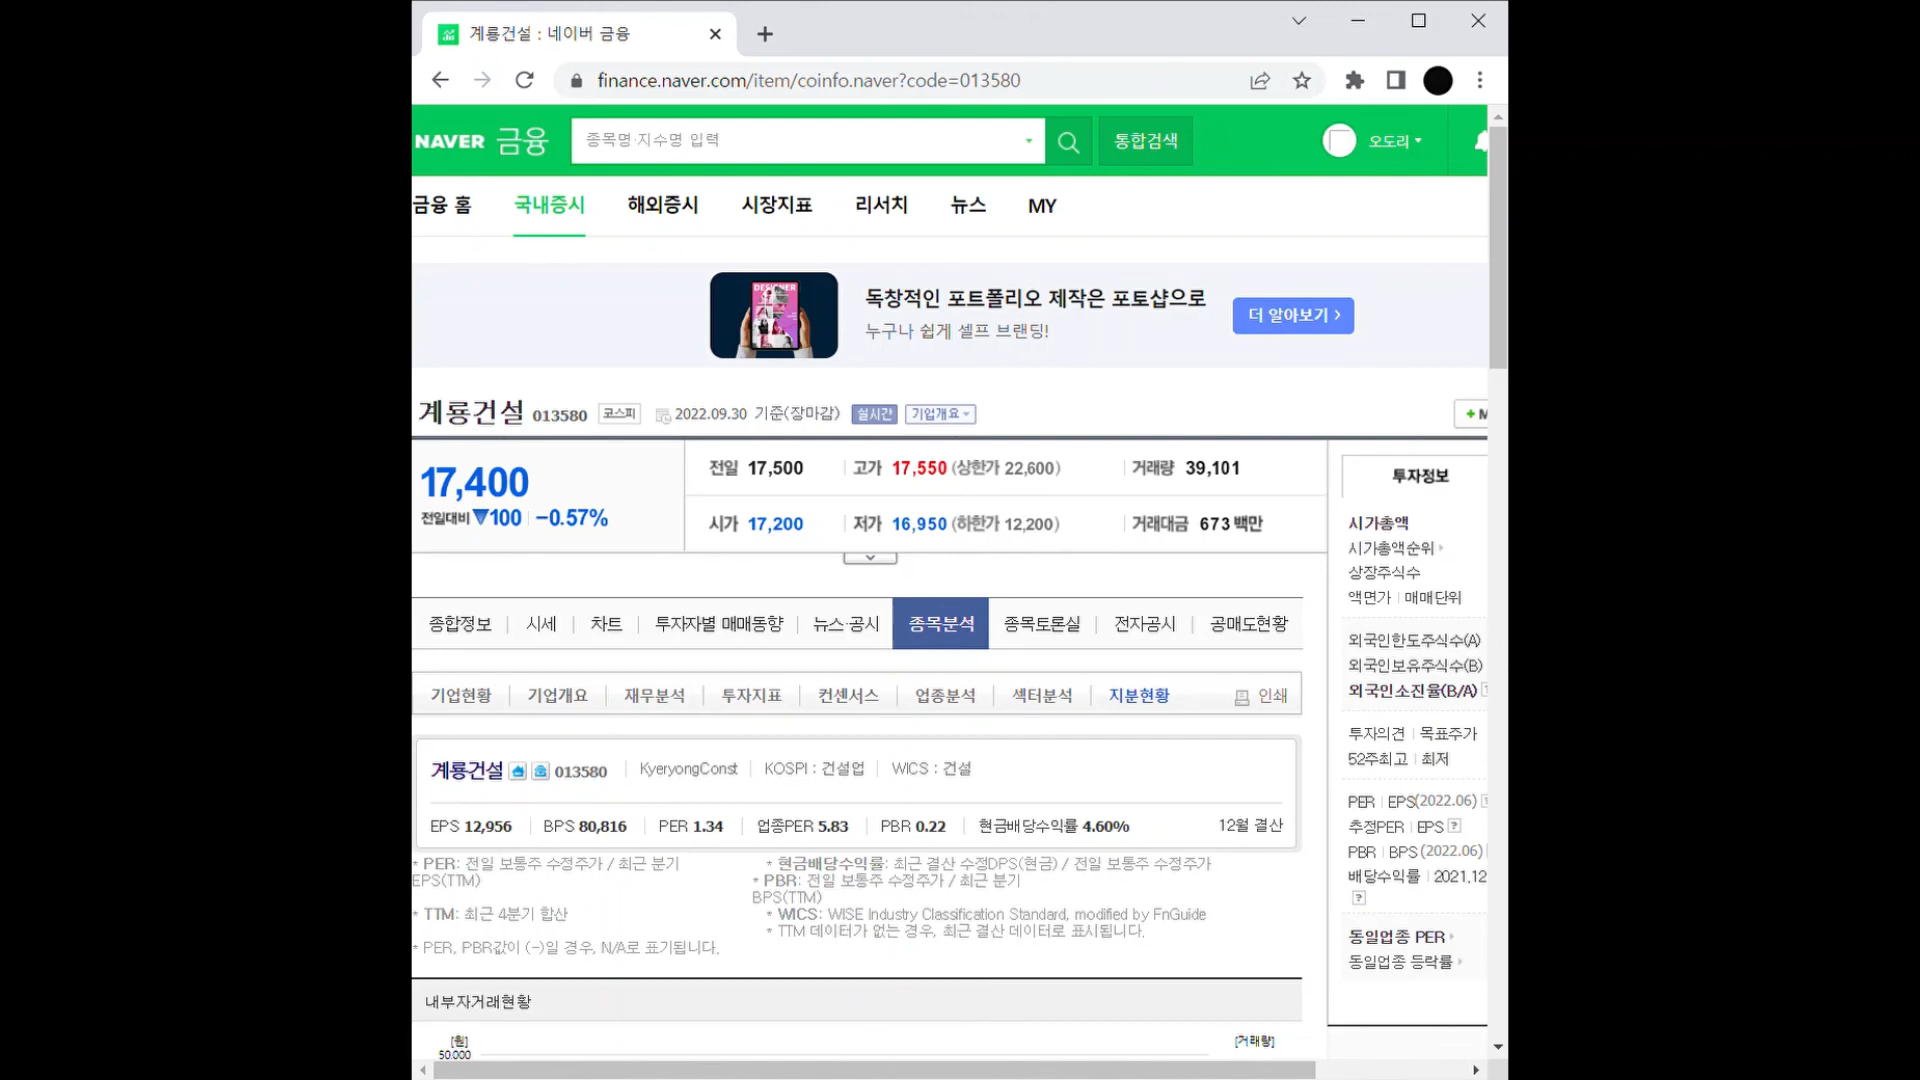 계룡건설 : 네이버 금융
finance.naver.com/item/coinfo.naver?code=013580
NAVER 금융
종목명·지수명 입력
통합검색
오도리
금융 홈 국내증시 해외증시 시장지표 리서치 뉴스 MY
DESIGNER
독창적인 포트폴리오 제작은 포토샵으로
누구나 쉽게 셀프 브랜딩!
더 알아보기 >
계룡건설 013580 코스피 2022.09.30 기준(장마감) 실시간 기업개요
+ M
17,400
전일대비 ▼100 -0.57%
전일 17,500 고가 17,550 (상한가 22,600) 거래량 39,101
시가 17,200 저가 16,950 (하한가 12,200) 거래대금 673 백만
종합정보 시세 차트 투자자별 매매동향 뉴스·공시 종목분석 종목토론실 전자공시 공매도현황
기업현황 기업개요 재무분석 투자지표 컨센서스 업종분석 섹터분석 지분현황 인쇄
계룡건설 013580 KyeryongConst KOSPI : 건설업 WICS : 건설
EPS 12,956 BPS 80,816 PER 1.34 업종PER 5.83 PBR 0.22 현금배당수익률 4.60% 12월 결산
* PER: 전일 보통주 수정주가 / 최근 분기
EPS(TTM)
* TTM: 최근 4분기 합산
* PER, PBR값이 (-)일 경우, N/A로 표기됩니다.
* 현금배당수익률: 최근 결산 수정DPS(현금) / 전일 보통주 수정주가
* PBR: 전일 보통주 수정주가 / 최근 분기
BPS(TTM)
* WICS: WISE Industry Classification Standard, modified by FnGuide
* TTM 데이터가 없는 경우, 최근 결산 데이터로 표시됩니다.
내부자거래현황
[원] [거래량]
50,000
투자정보
시가총액
시가총액순위
상장주식수
액면가 매매단위
외국인한도주식수(A)
외국인보유주식수(B)
외국인소진율(B/A)
투자의견 목표주가
52주최고 최저
PER EPS(2022.06)
추정PER EPS ?
PBR BPS (2022.06)
배당수익률 2021.12
?
동일업종 PER
동일업종 등락률